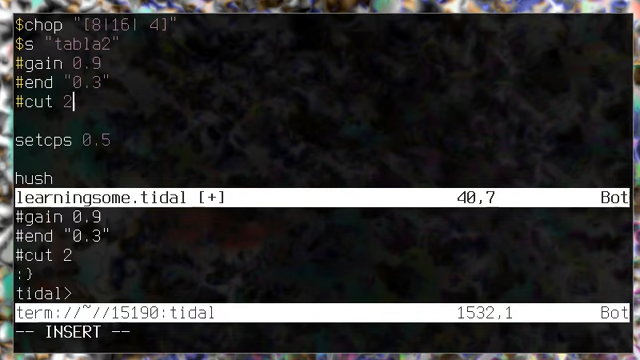 $chop "[8|16| 4]"
$s "tabla2"
#gain 0.9
#end "0.3"
#cut 2
setcps 0.5
hush
learningsome.tidal [+] 40,7 Bot
#gain 0.9
#end "0.3"
#cut 2
:}
tidal>
term://~//15190:tidal 1532,1 Bot
-- INSERT --